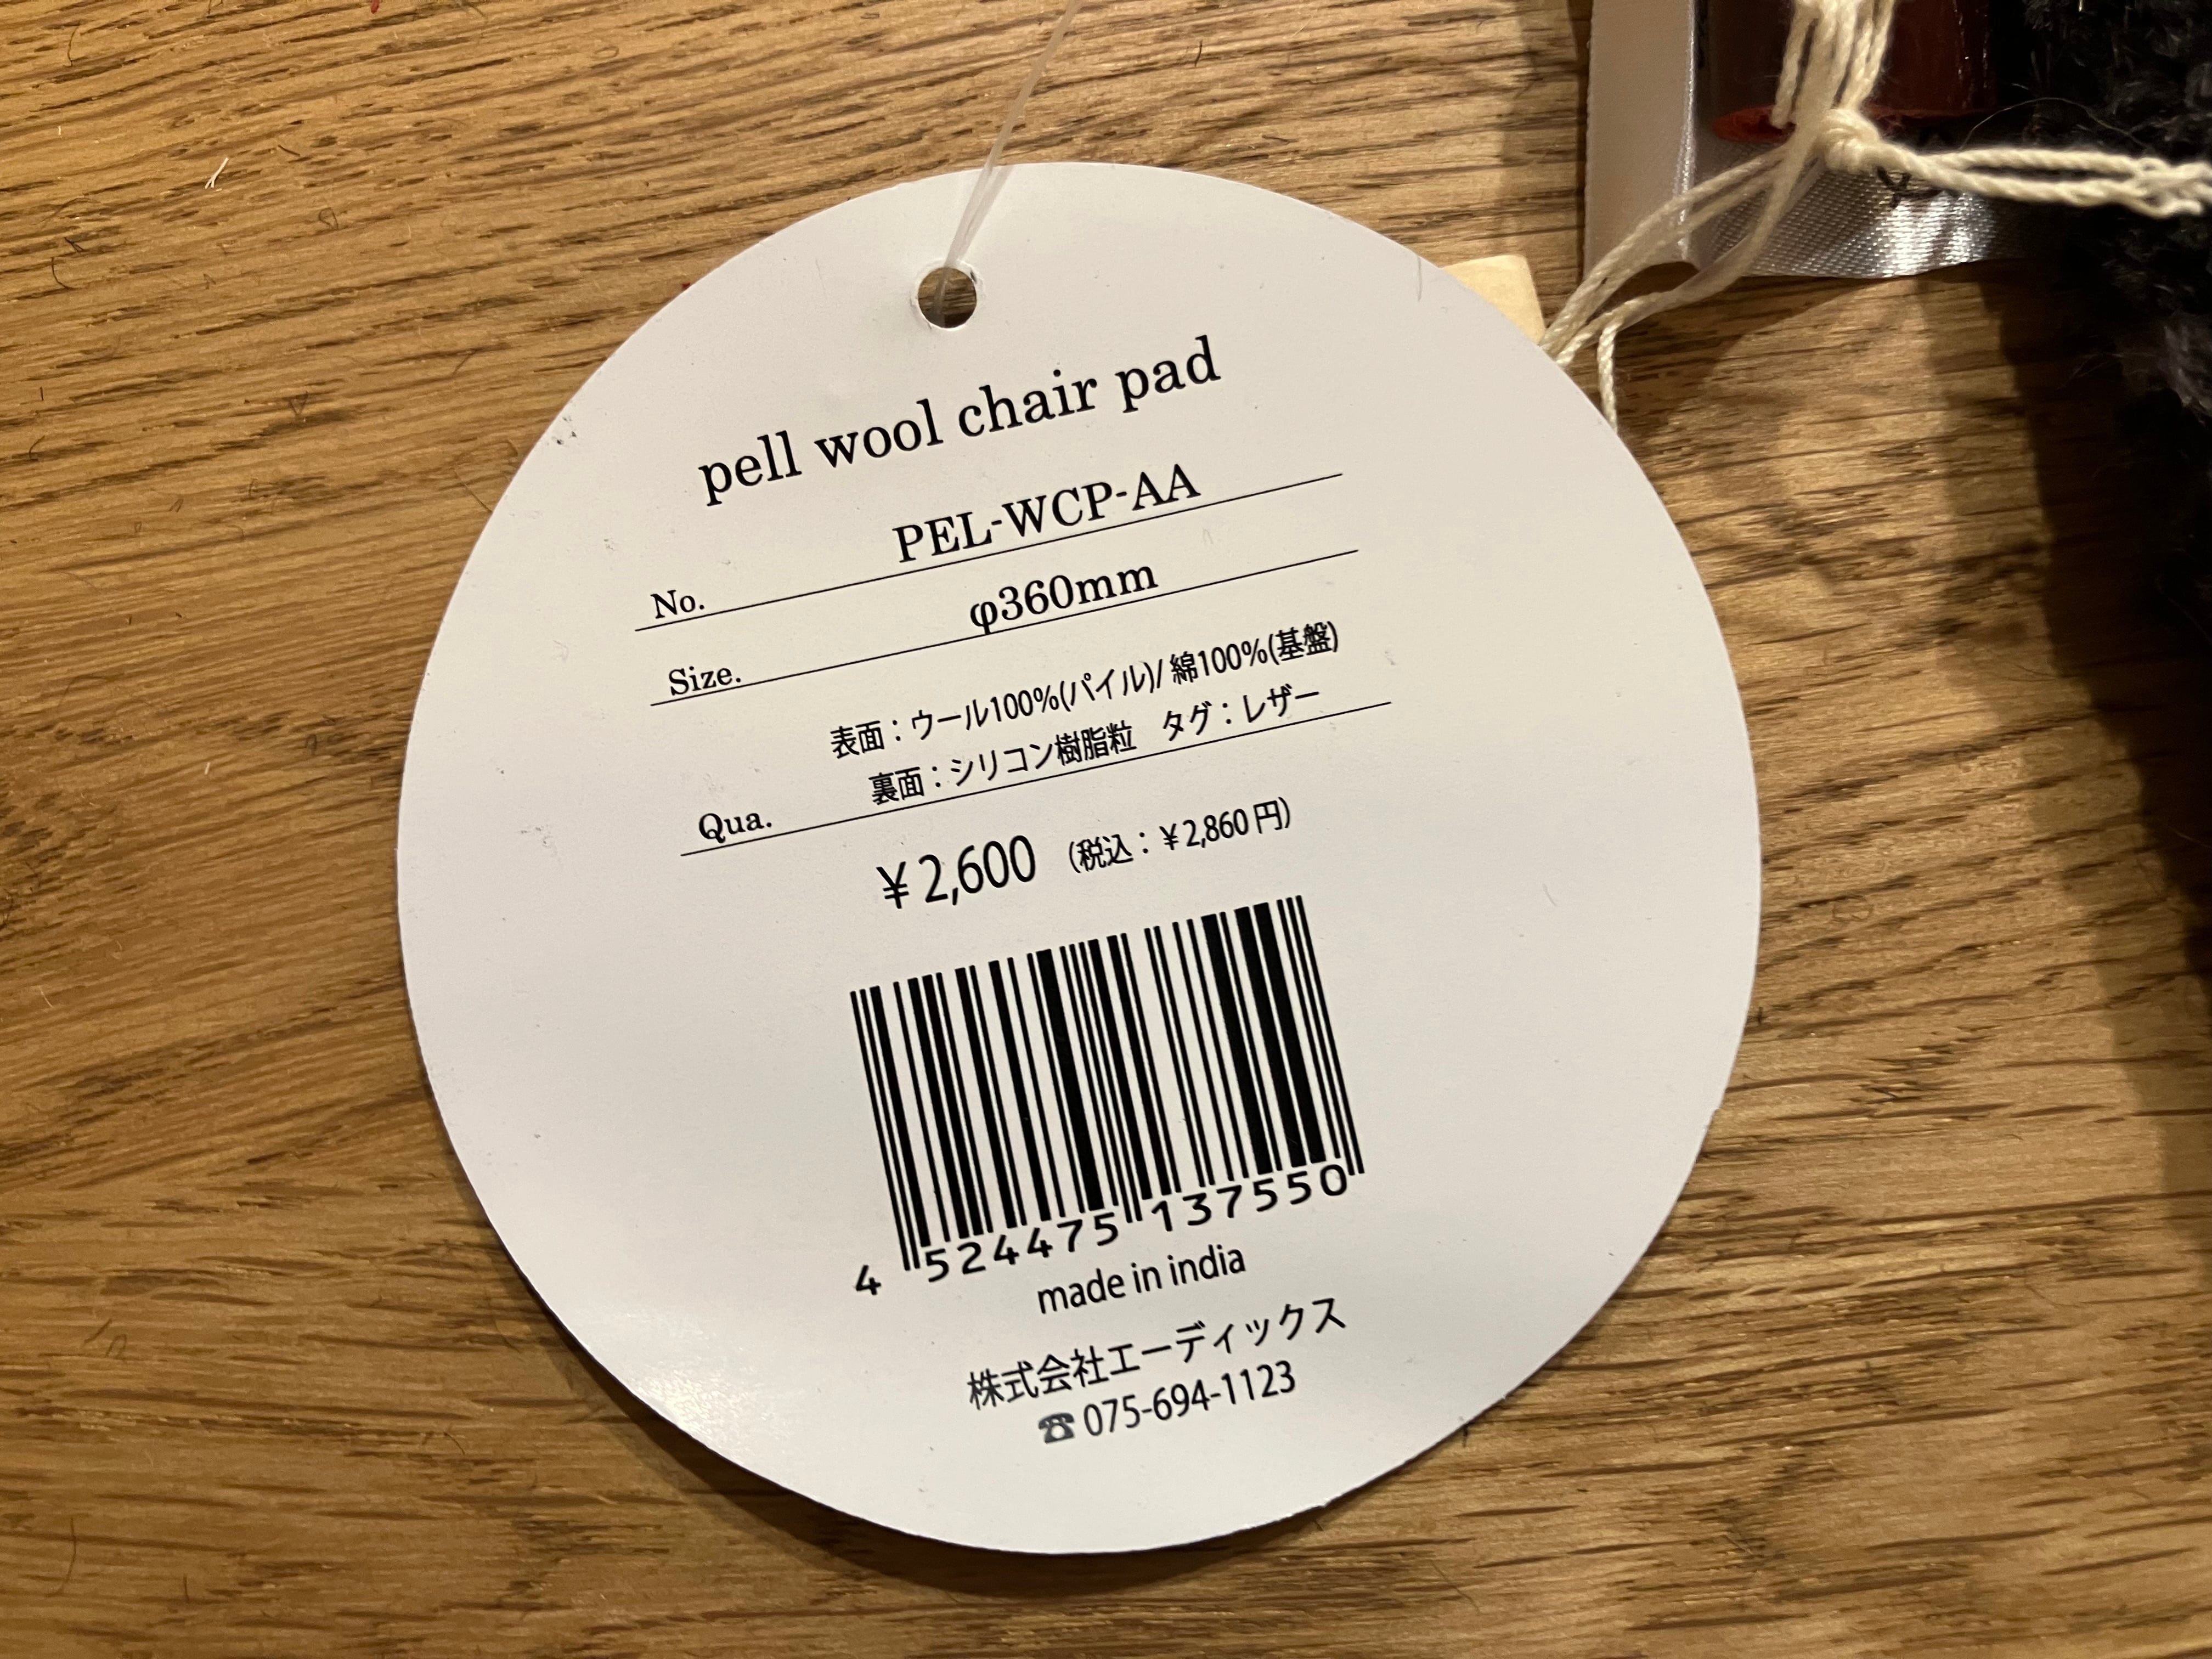 pell wool chair pad
No. PEL-WCP-AA
Size. φ360mm
表面：ウール100%(パイル)/ 綿100%(基盤)
Qua. 裏面：シリコン樹脂粒　タグ：レザー
¥2,600 (税込：¥2,860円)
4 524475 137550
made in india
株式会社エーディックス
☎ 075-694-1123